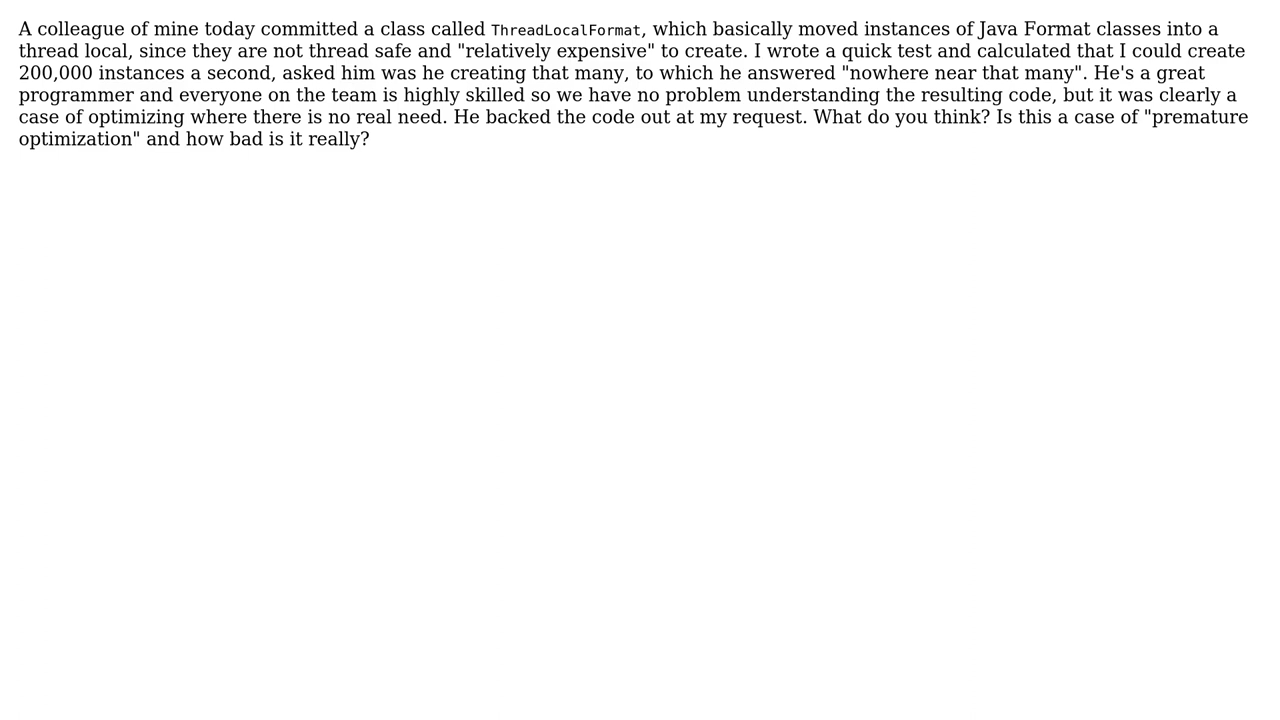 A colleague of mine today committed a class called ThreadLocalFormat, which basically moved instances of Java Format classes into a
thread local, since they are not thread safe and "relatively expensive" to create. I wrote a quick test and calculated that I could create
200,000 instances a second, asked him was he creating that many, to which he answered "nowhere near that many". He's a great
programmer and everyone on the team is highly skilled so we have no problem understanding the resulting code, but it was clearly a
case of optimizing where there is no real need. He backed the code out at my request. What do you think? Is this a case of "premature
optimization" and how bad is it really?